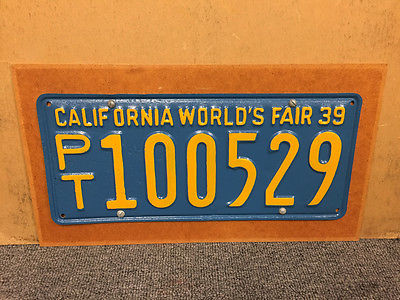 CALIFORNIA WORLD'S FAIR 39
PT 100529